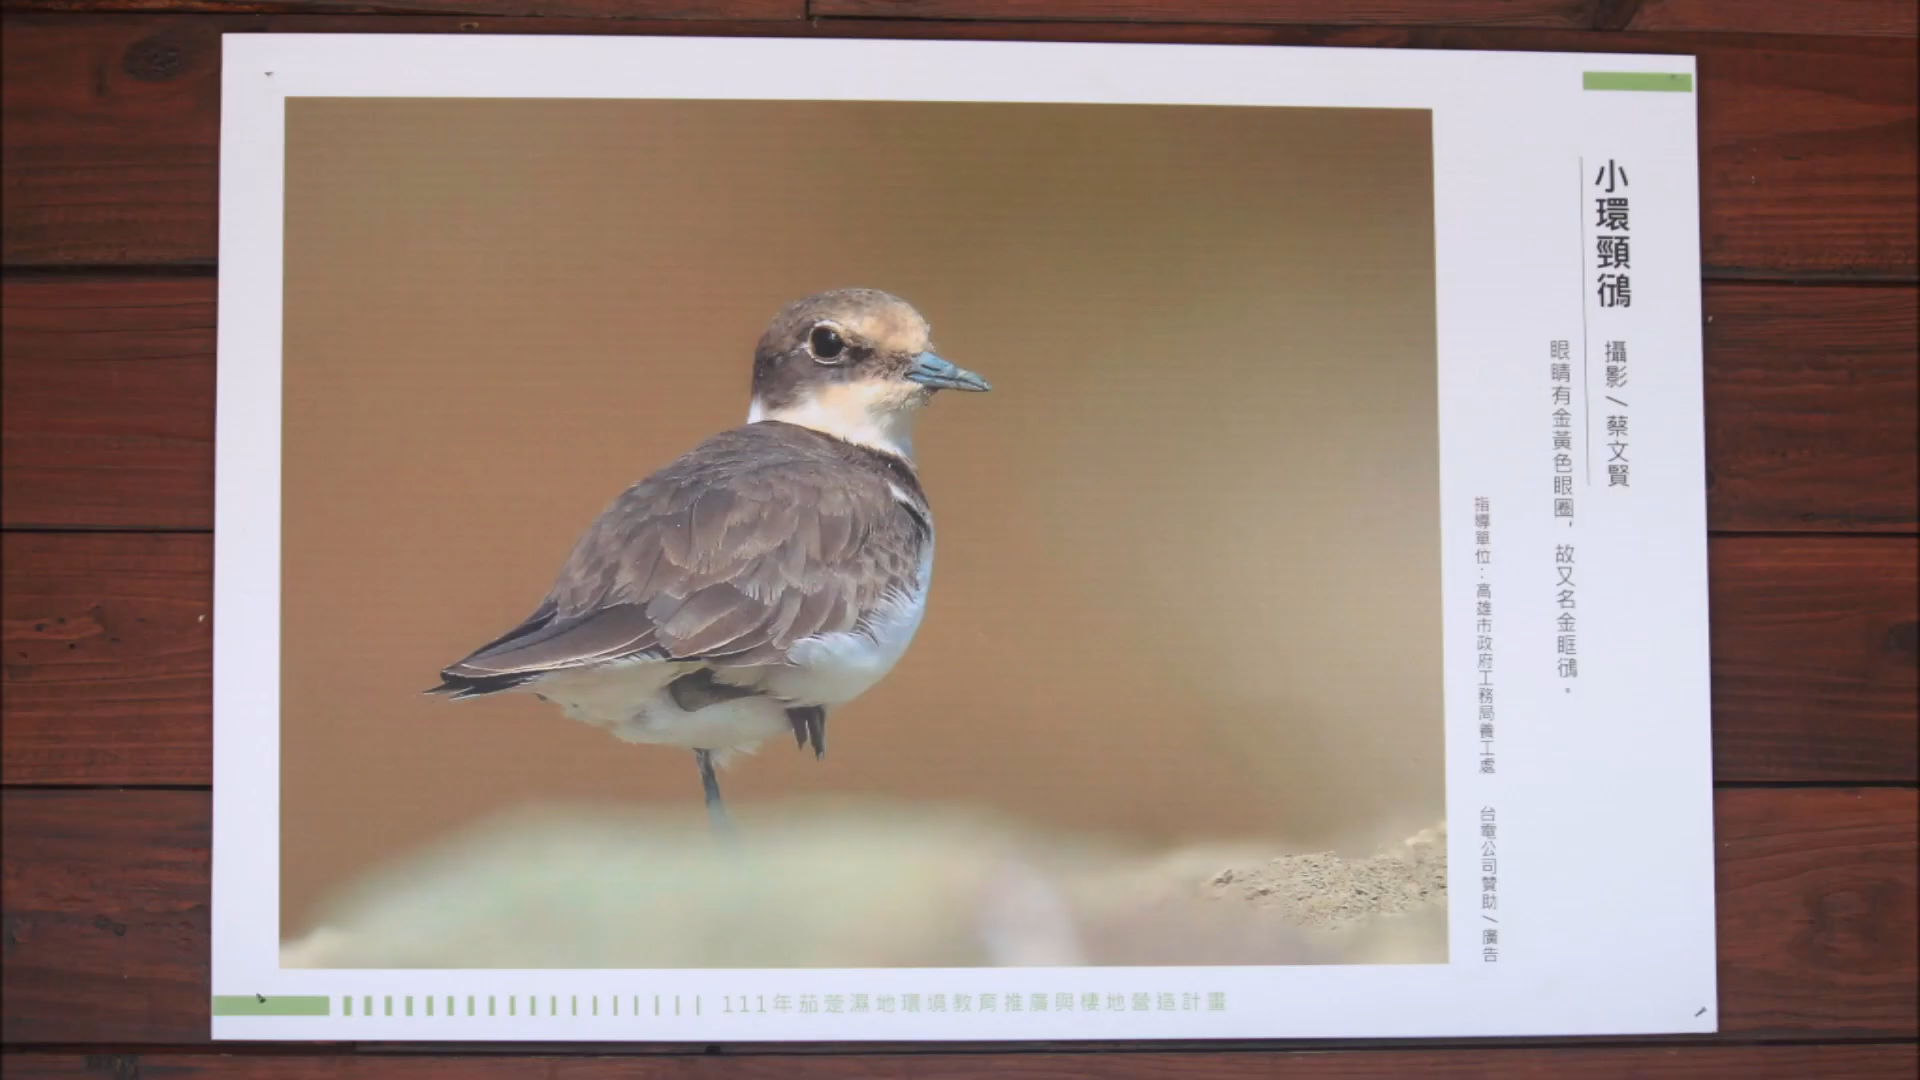 小環頸鴴
攝影/蔡文賢
眼睛有金黃色眼圈，故又名金眶鴴。
指導單位：高雄市政府工務局養工處 台電公司贊助/廣告
111年茄萣濕地環境教育推廣與棲地營造計畫